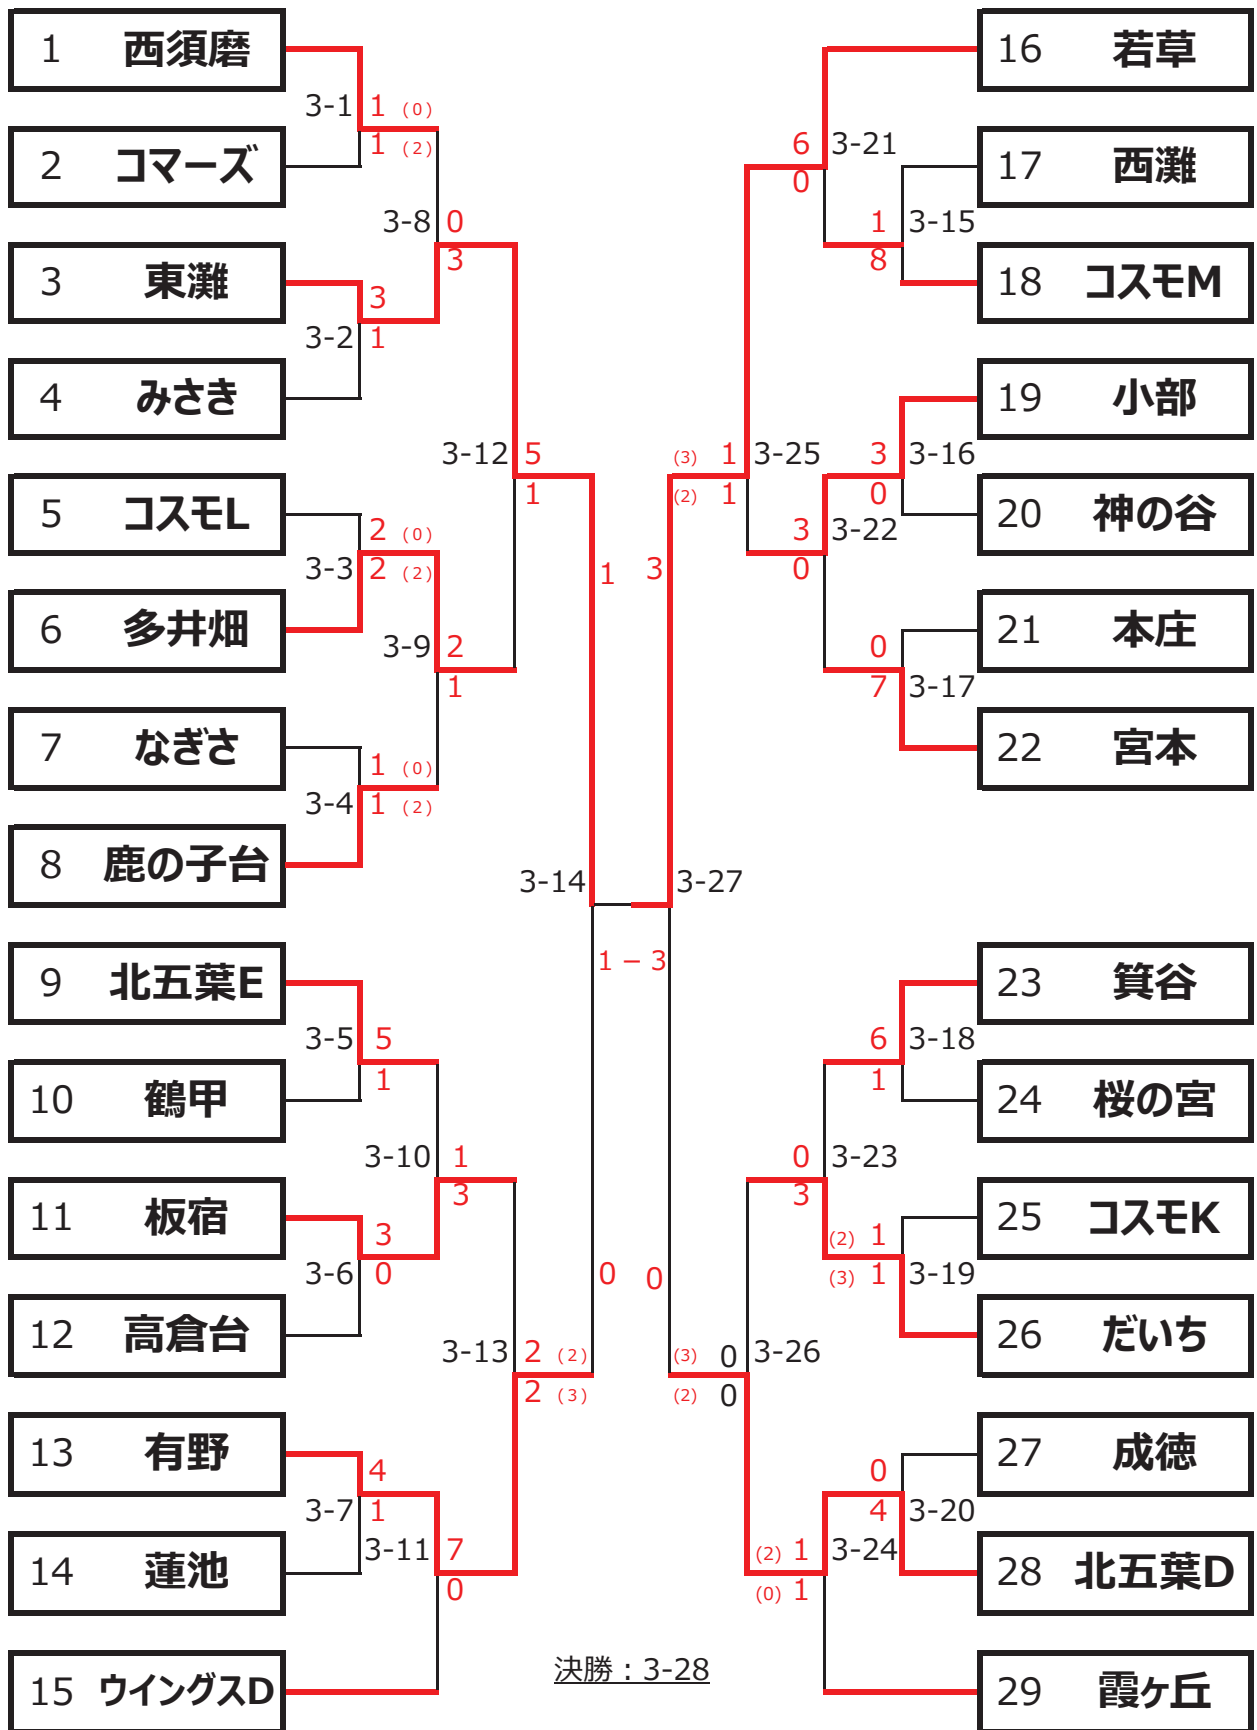 1 西須磨
3-1
1 (0)
1 (2)
2 コマーズ
3-8
0
3
3 東灘
3-2
3
1
4 みさき
3-12
5
1
5 コスモL
3-3
2 (0)
2 (2)
6 多井畑
3-9
2
1
7 なぎさ
3-4
1 (0)
1 (2)
8 鹿の子台
3-14
1
0
9 北五葉E
3-5
5
1
10 鶴甲
3-10
1
3
11 板宿
3-6
3
0
12 高倉台
3-13
2 (2)
2 (3)
13 有野
3-7
4
1
14 蓮池
3-11
7
0
15 ウイングスD
1 – 3
決勝：3-28
16 若草
6
0
3-21
17 西灘
1
8
3-15
18 コスモM
19 小部
3
0
3-16
(3) 1
(2) 1
3-25
20 神の谷
3
0
3-22
21 本庄
0
7
3-17
22 宮本
3
0
3-27
23 箕谷
6
1
3-18
24 桜の宮
0
3
3-23
25 コスモK
(2) 1
(3) 1
3-19
26 だいち
(3) 0
(2) 0
3-26
27 成徳
0
4
3-20
28 北五葉D
(2) 1
(0) 1
3-24
29 霞ヶ丘